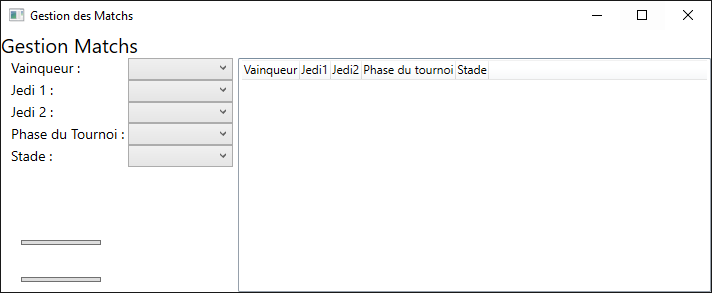 Gestion des Matchs
Gestion Matchs
Vainqueur :
Jedi 1 :
Jedi 2 :
Phase du Tournoi :
Stade :
Vainqueur Jedi1 Jedi2 Phase du tournoi Stade